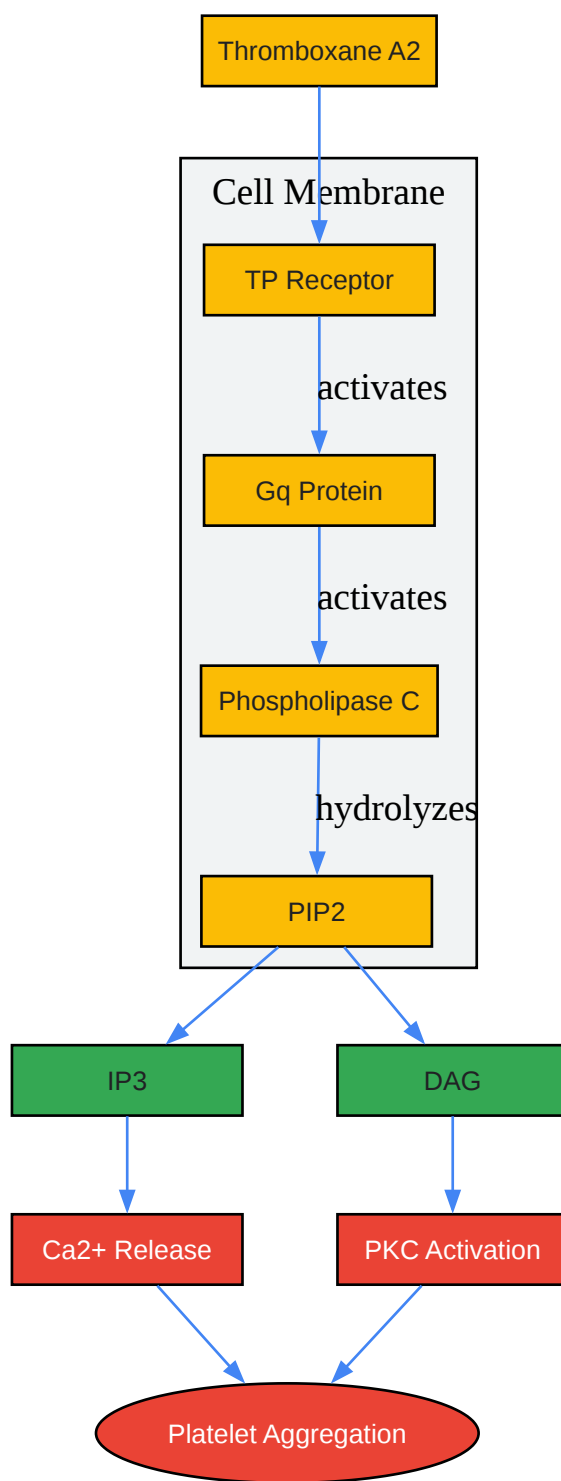 Thromboxane A2
Cell Membrane
TP Receptor
activates
Gq Protein
activates
Phospholipase C
hydrolyzes
PIP2
IP3
DAG
Ca2+ Release
PKC Activation
Platelet Aggregation